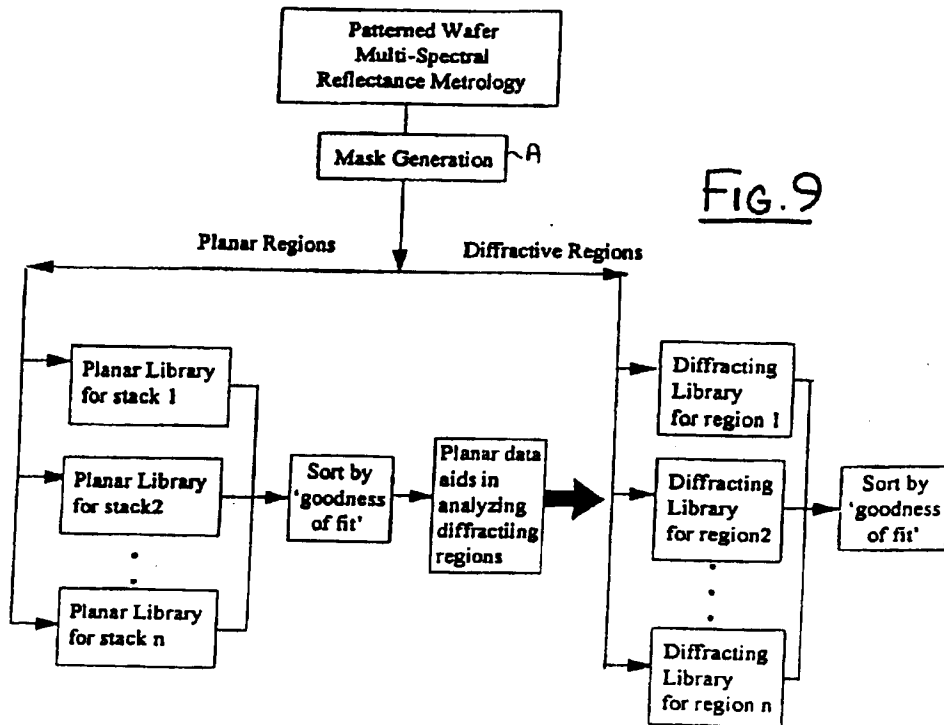 Patterned Wafer
Multi-Spectral
Reflectance Metrology
Mask Generation
A
FIG. 9
Planar Regions
Diffractive Regions
Planar Library
for stack 1
Planar Library
for stack2
Planar Library
for stack n
Sort by
'goodness
of fit'
Planar data
aids in
analyzing
diffractiing
regions
Diffracting
Library
for region 1
Diffracting
Library
for region2
Diffracting
Library
for region n
Sort by
'goodness
of fit'